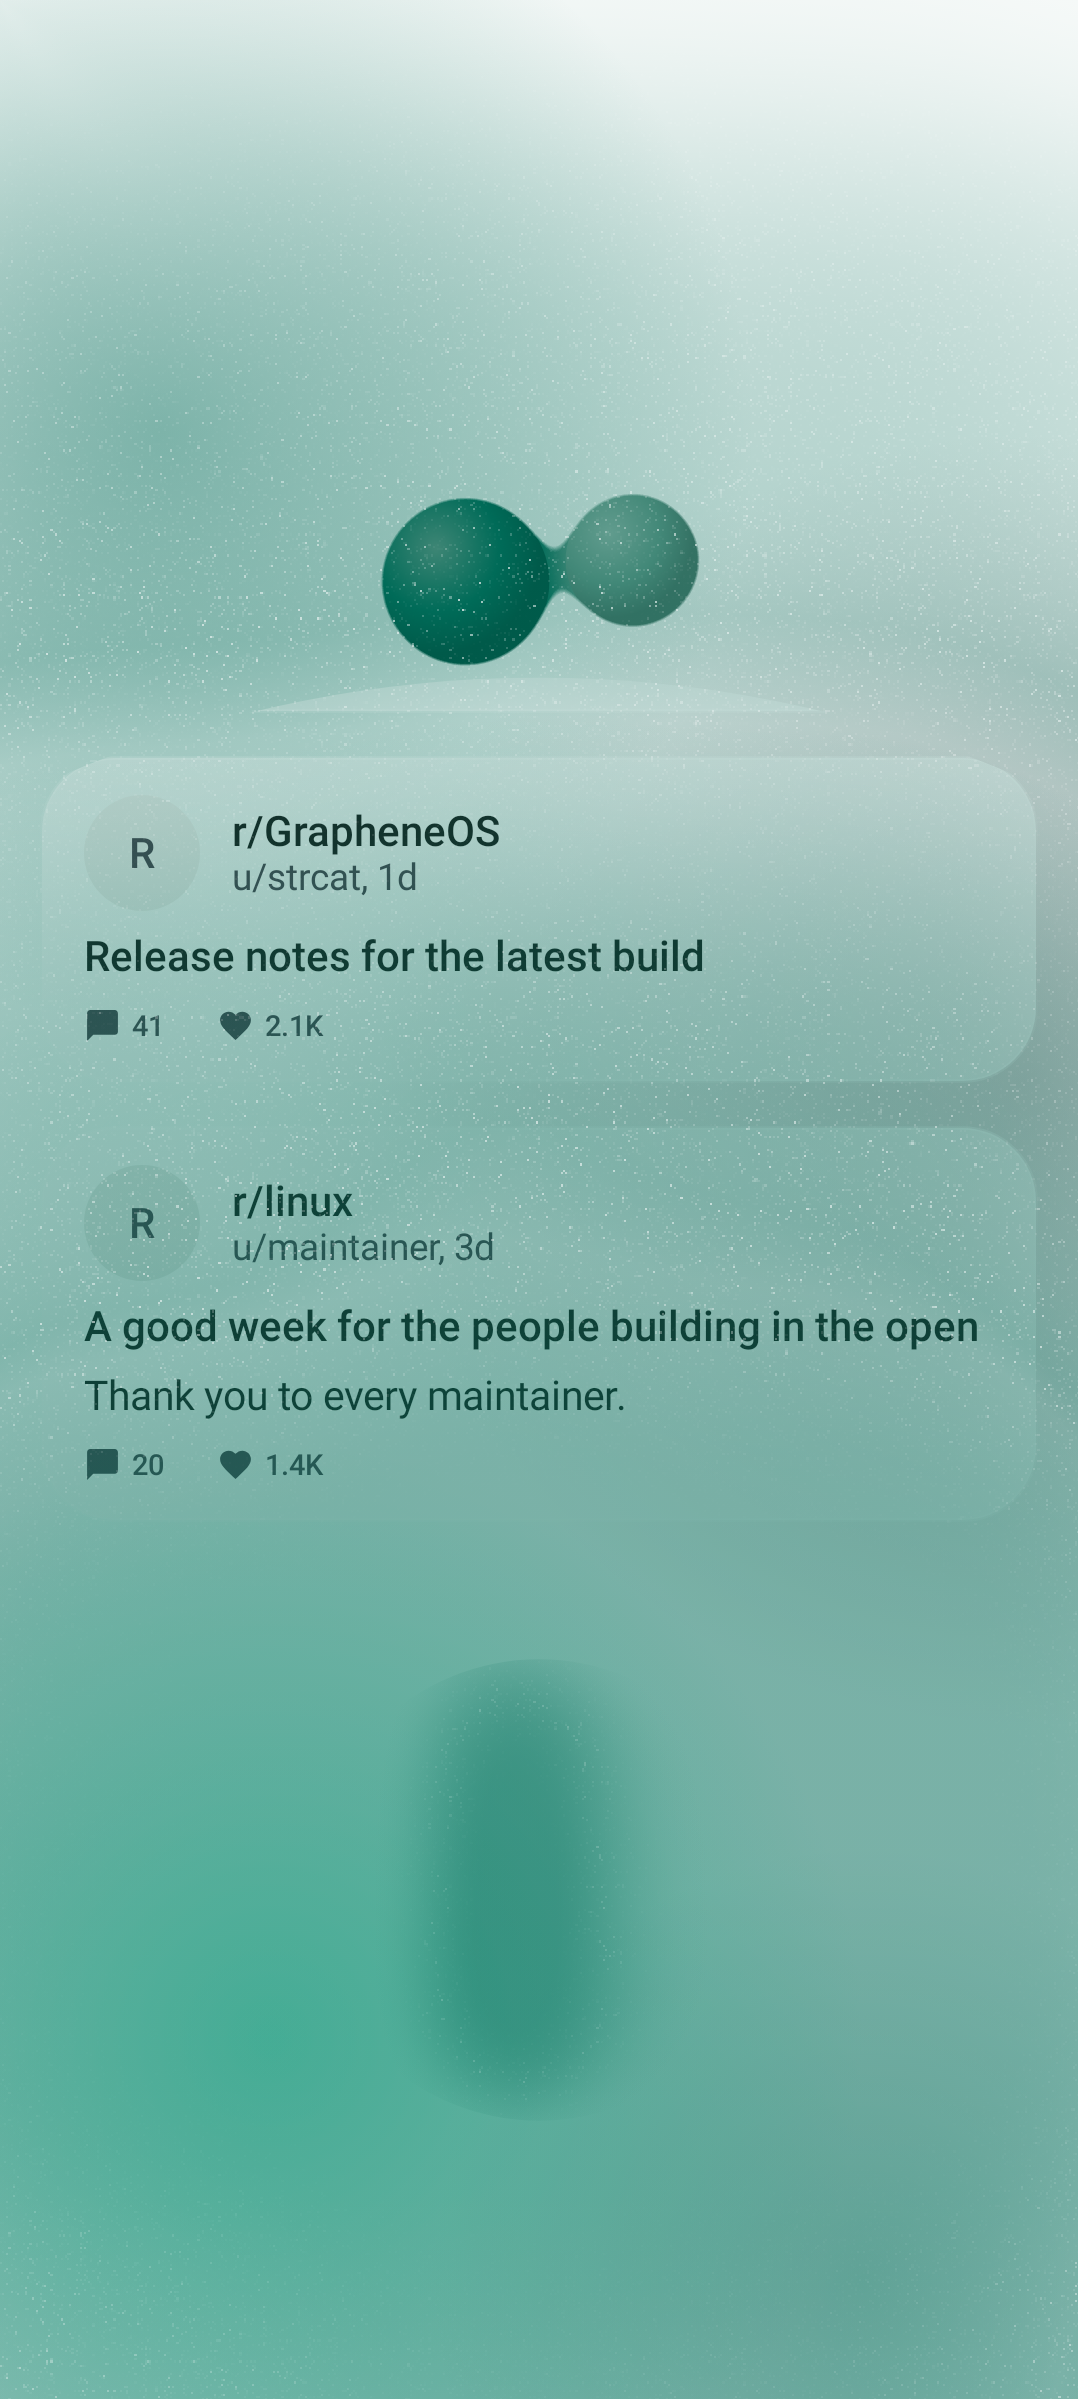 R
r/GrapheneOS
u/strcat, 1d
Release notes for the latest build
41 2.1K
R
r/linux
u/maintainer, 3d
A good week for the people building in the open
Thank you to every maintainer.
20 1.4K